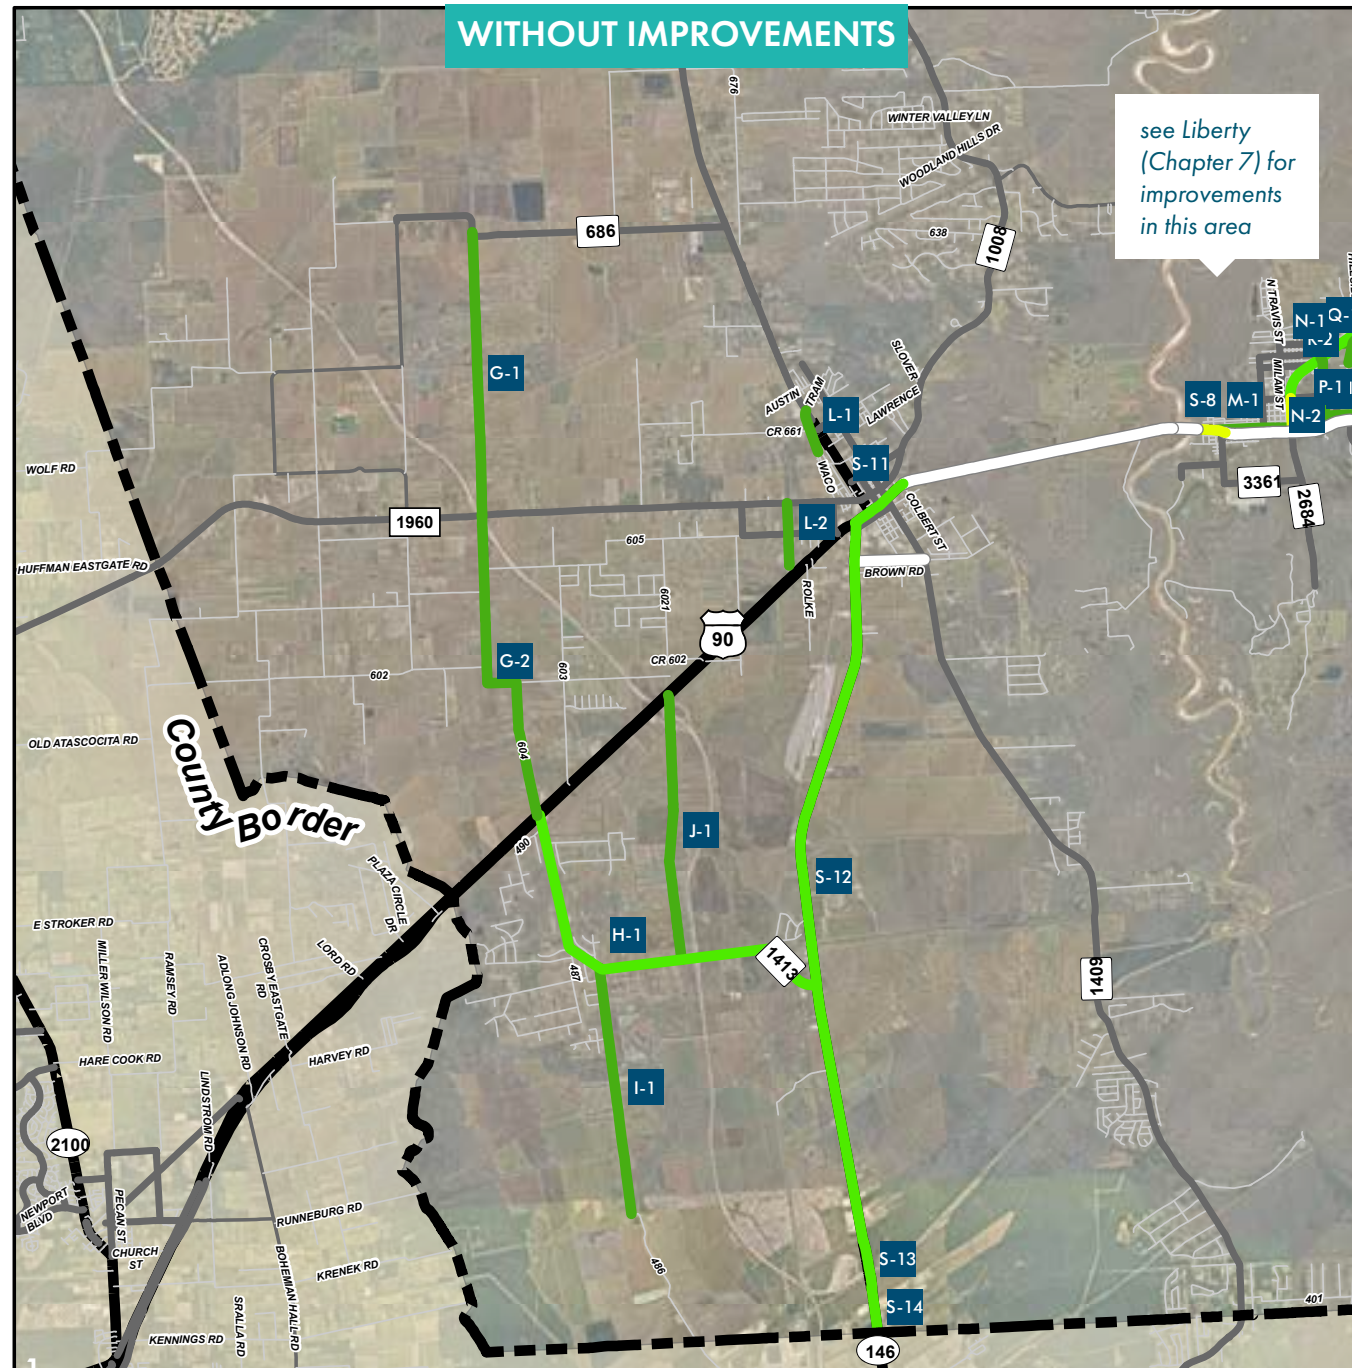 WITHOUT IMPROVEMENTS
676
WINTER VALLEY LN
WOODLAND HILLS DR
see Liberty
(Chapter 7) for
improvements
in this area
686
638
1008
N TRAVIS ST
N-1
Q-
R-2
G-1
SLOVER
AUSTIN
TRAM
L-1
LAWRENCE
MILAM ST
P-1
S-8
M-1
N-2
CR 661
WACO
S-11
WOLF RD
3361
2684
1960
L-2
COLBERT ST
605
HUFFMAN EASTGATE RD
BROWN RD
6021
ROLKE
90
G-2
603
CR 602
602
OLD ATASCOCITA RD
604
County
Border
J-1
490
PLAZA CIRCLE
DR
S-12
E STROKER RD
H-1
MILLER WILSON RD
RAMSEY RD
ADLONG JOHNSON RD
CROSBY EASTGATE
RD
LORD RD
487
1413
1409
HARE COOK RD
HARVEY RD
LINDSTROM RD
I-1
2100
NEWPORT
BLVD
PECAN ST
RUNNEBURG RD
CHURCH
ST
BOHEMIAN HALL RD
KRENEK RD
486
S-13
S-14
SRALLA RD
401
KENNINGS RD
146
1